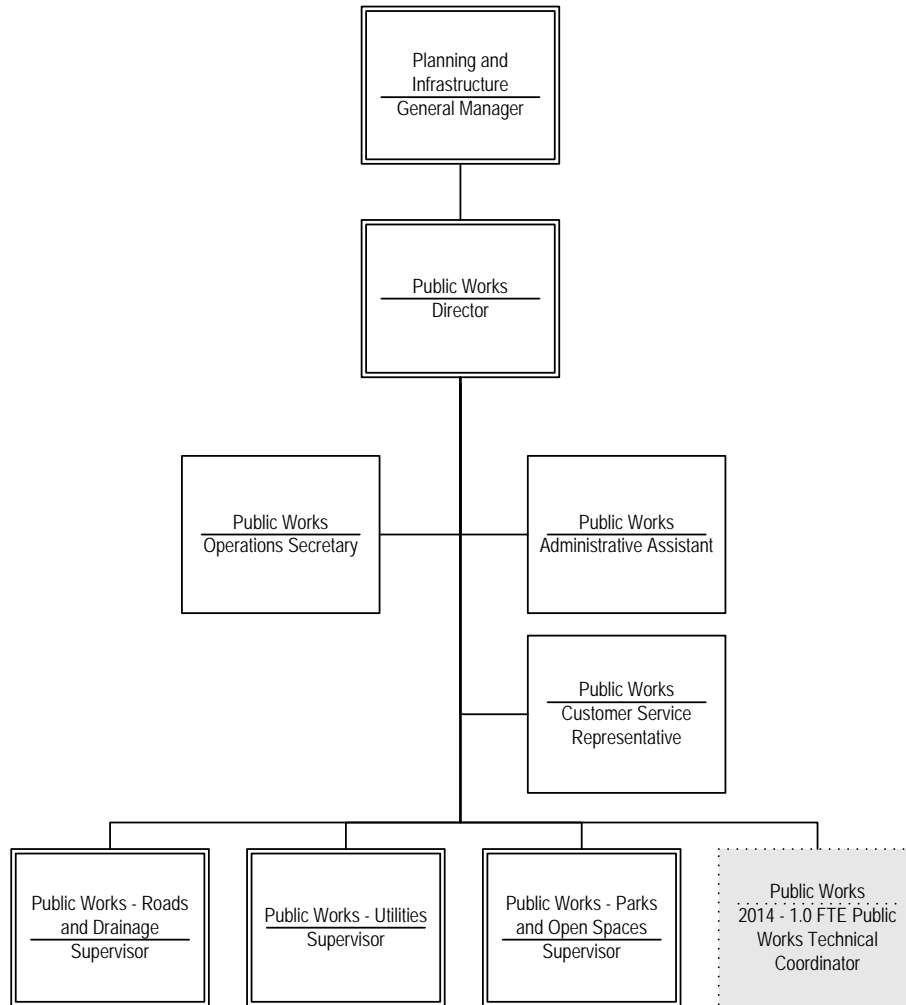 Planning and
Infrastructure
General Manager
Public Works
Director
Public Works
Operations Secretary
Public Works
Administrative Assistant
Public Works
Customer Service
Representative
Public Works - Roads
and Drainage
Supervisor
Public Works - Utilities
Supervisor
Public Works - Parks
and Open Spaces
Supervisor
Public Works
2014 - 1.0 FTE Public
Works Technical
Coordinator